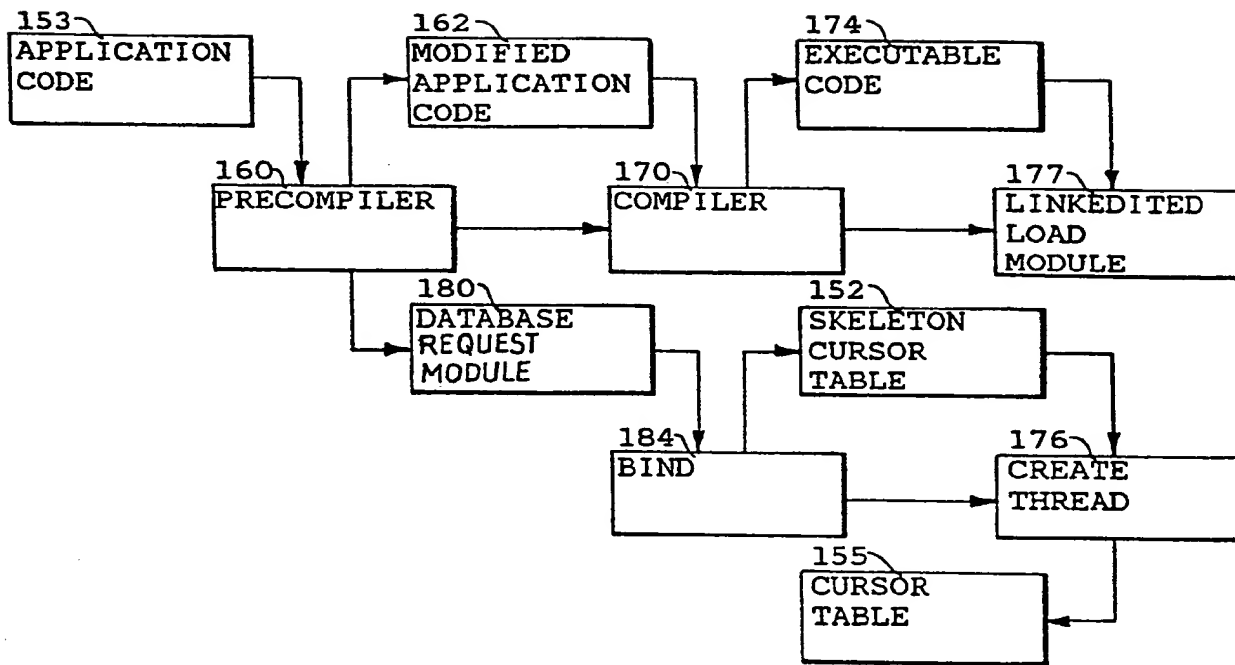 153
APPLICATION
CODE
162
MODIFIED
APPLICATION
CODE
174
EXECUTABLE
CODE
160
PRECOMPILER
170
COMPILER
177
LINKEDITED
LOAD
MODULE
180
DATABASE
REQUEST
MODULE
152
SKELETON
CURSOR
TABLE
184
BIND
176
CREATE
THREAD
155
CURSOR
TABLE